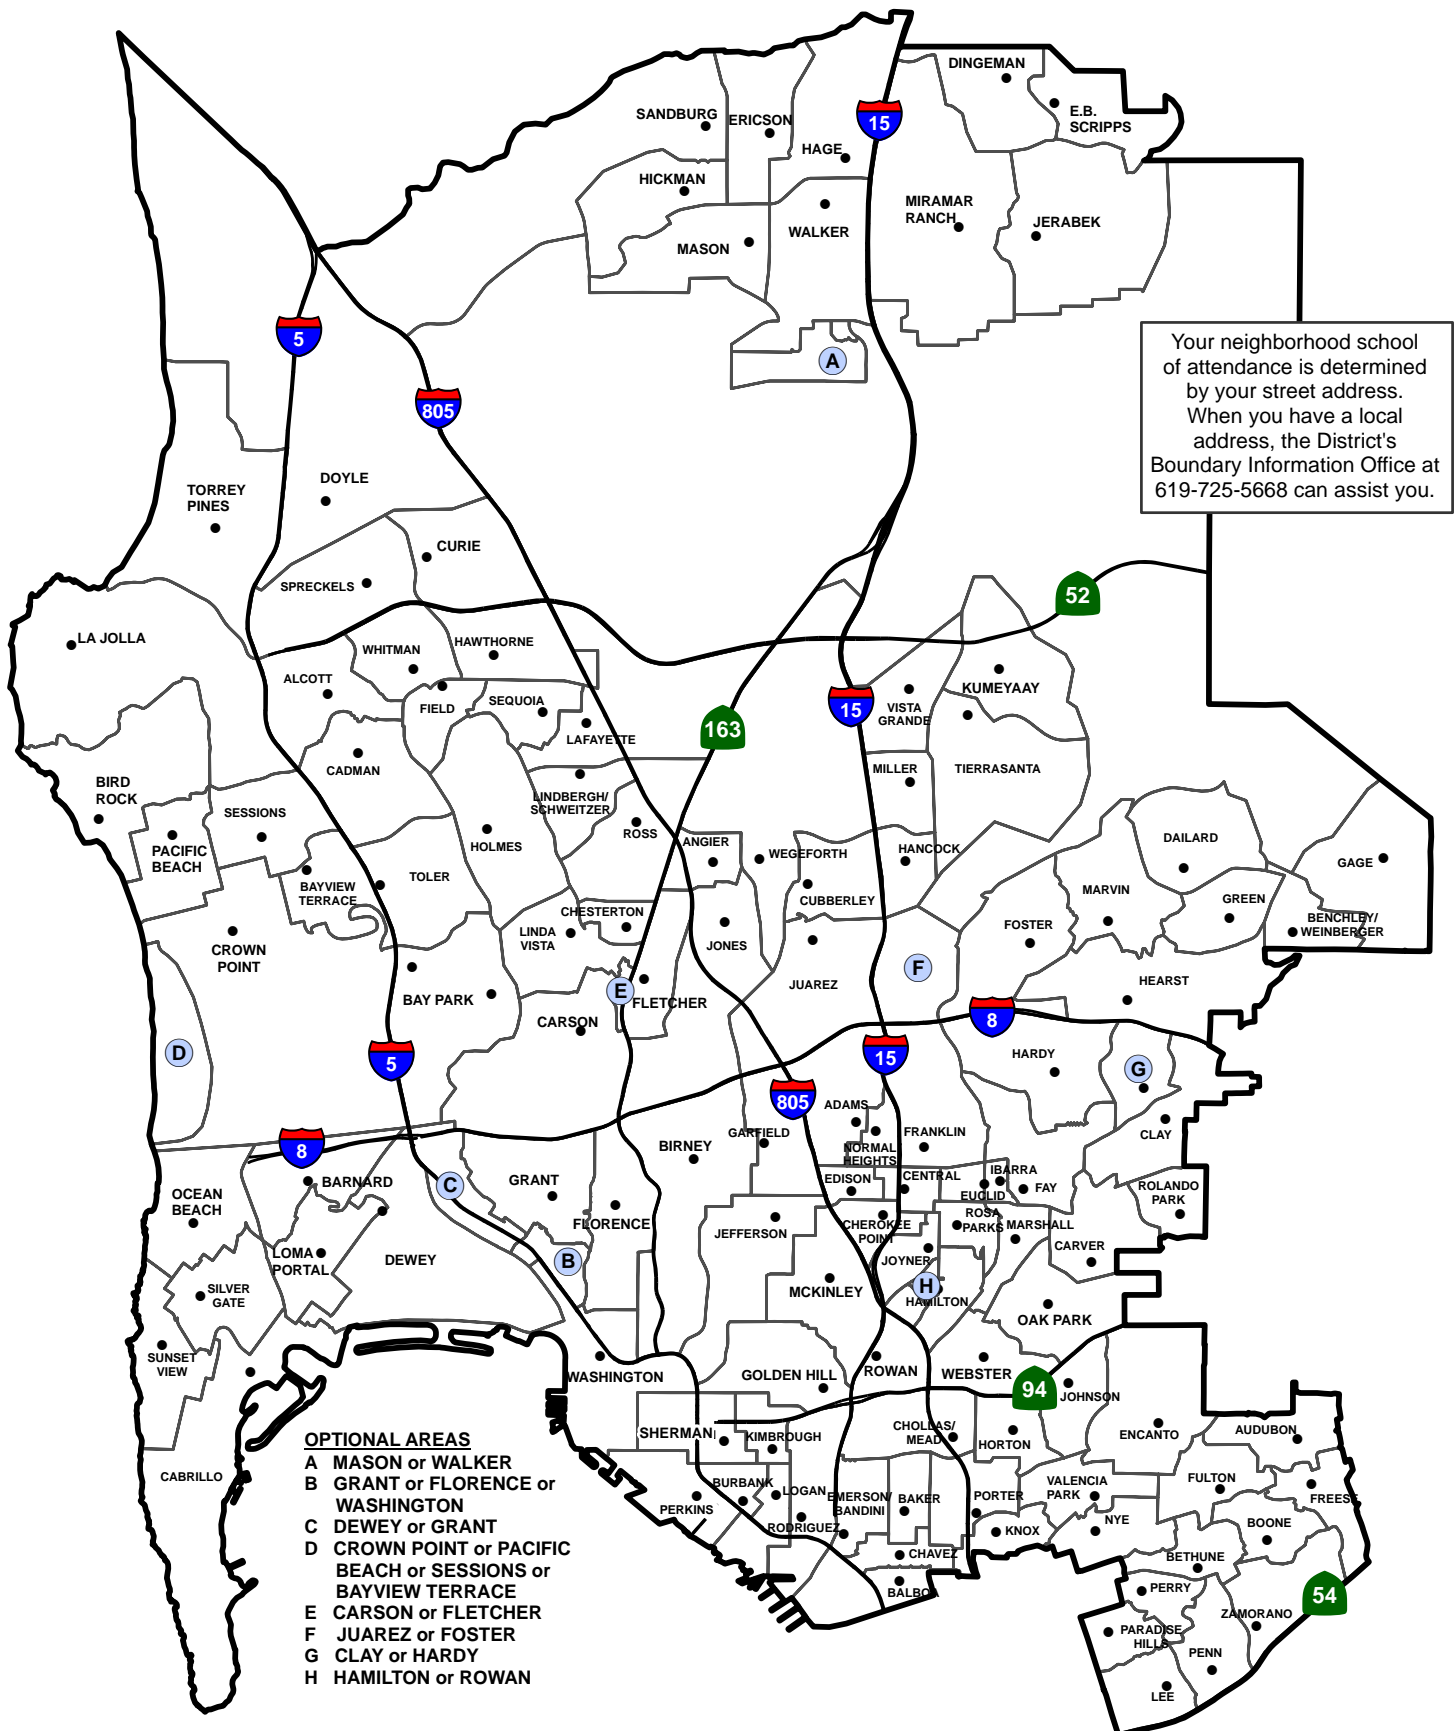 DINGEMAN
SANDBURG
ERICSON
E.B.
SCRIPPS
15
HAGE
HICKMAN
MIRAMAR
RANCH
JERABEK
WALKER
MASON
5
A
805
Your neighborhood school
of attendance is determined
by your street address.
When you have a local
address, the District's
Boundary Information Office at
619-725-5668 can assist you.
TORREY
PINES
DOYLE
CURIE
SPRECKELS
52
LA JOLLA
WHITMAN
HAWTHORNE
ALCOTT
FIELD
SEQUOIA
LAFAYETTE
163
15
VISTA
GRANDE
KUMEYAAY
CADMAN
MILLER
TIERRASANTA
BIRD
ROCK
SESSIONS
LINDBERGH/
SCHWEITZER
ROSS
PACIFIC
BEACH
HOLMES
ANGIER
WEGEFORTH
HANCOCK
DAILARD
GAGE
BAYVIEW
TERRACE
TOLER
CUBBERLEY
MARVIN
GREEN
CHESTERTON
LINDA
VISTA
JONES
FOSTER
BENCHLEY/
WEINBERGER
CROWN
POINT
F
BAY PARK
E
FLETCHER
JUAREZ
HEARST
CARSON
8
D
5
15
HARDY
G
805
ADAMS
8
BIRNEY
GARFIELD
NORMAL
HEIGHTS
FRANKLIN
CLAY
OCEAN
BEACH
BARNARD
C
GRANT
EDISON
CENTRAL
IBARRA
EUCLID
FAY
ROLANDO
PARK
FLORENCE
JEFFERSON
CHEROKEE
POINT
ROSA
PARKS
MARSHALL
LOMA
PORTAL
DEWEY
B
JOYNER
CARVER
SILVER
GATE
MCKINLEY
H
HAMILTON
OAK PARK
SUNSET
VIEW
WASHINGTON
GOLDEN HILL
ROWAN
WEBSTER
94
JOHNSON
SHERMAN
KIMBROUGH
CHOLLAS/
MEAD
HORTON
ENCANTO
AUDUBON
CABRILLO
PERKINS
BURBANK
LOGAN
RODRIGUEZ
EMERSON/
BANDINI
BAKER
PORTER
VALENCIA
PARK
FULTON
FREESE
KNOX
NYE
BOONE
CHAVEZ
BETHUNE
BALBOA
PERRY
54
ZAMORANO
PARADISE
HILLS
PENN
LEE
OPTIONAL AREAS
A MASON or WALKER
B GRANT or FLORENCE or
WASHINGTON
C DEWEY or GRANT
D CROWN POINT or PACIFIC
BEACH or SESSIONS or
BAYVIEW TERRACE
E CARSON or FLETCHER
F JUAREZ or FOSTER
G CLAY or HARDY
H HAMILTON or ROWAN